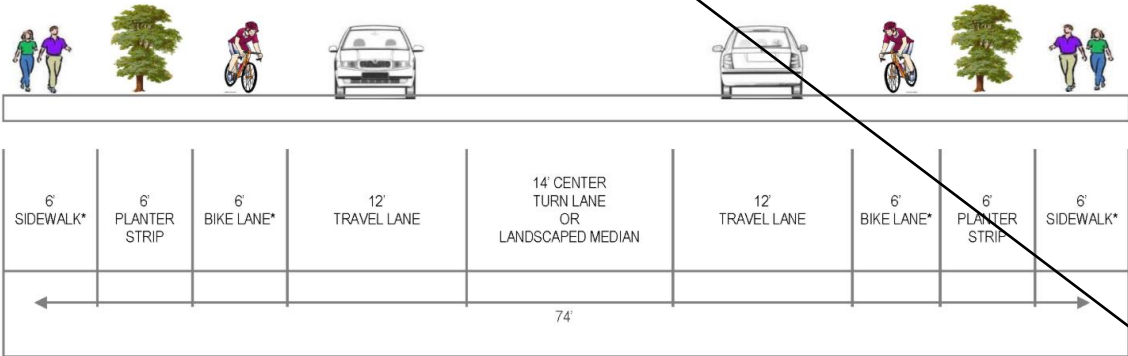 6'
SIDEWALK*
6'
PLANTER
STRIP
6'
BIKE LANE*
12'
TRAVEL LANE
14' CENTER
TURN LANE
OR
LANDSCAPED MEDIAN
12'
TRAVEL LANE
6'
BIKE LANE*
6'
PLANTER
STRIP
6'
SIDEWALK*
74'